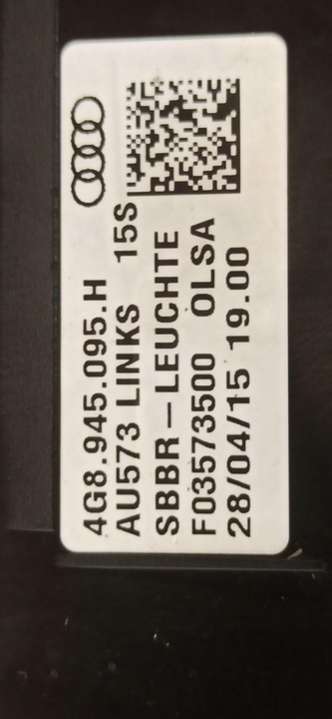 4G8.945.095.H
AU573 LINKS 15S
SBBR-LEUCHTE
F03573500 OLSA
28/04/15 19.00